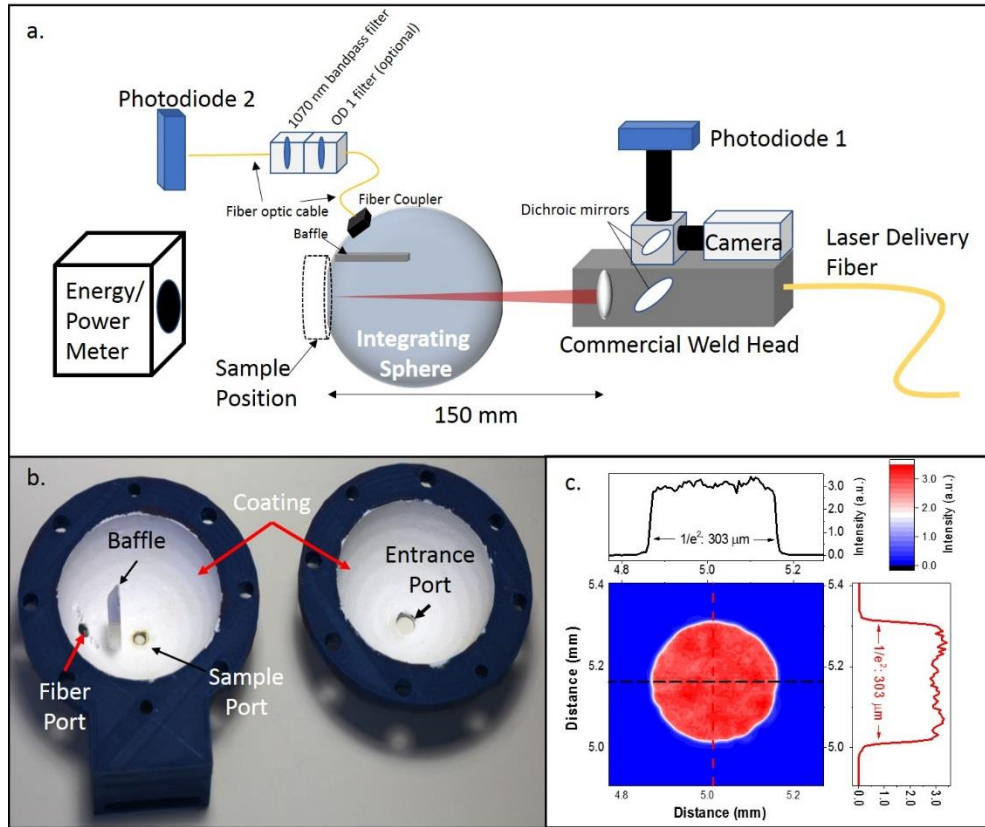 a.
1070 nm bandpass filter
OD 1 filter (optional)
Photodiode 2
Photodiode 1
Fiber optic cable
Fiber Coupler
Baffle
Dichroic mirrors
Camera
Laser Delivery
Fiber
Energy/
Power
Meter
Integrating
Sphere
Commercial Weld Head
Sample
Position
150 mm
b.
Coating
Baffle
Entrance
Port
Fiber
Port
Sample
Port
c.
1/e²: 303 µm
4.8 5.0 5.2
3.0
2.0
1.0
0.0
Intensity (a.u.)
3.0
2.0
1.0
0.0
Intensity (a.u.)
5.4
5.2
5.0
Distance (mm)
4.8 5.0 5.2
Distance (mm)
1/e²: 303 µm
5.4
5.2
5.0
0.0
1.0
2.0
3.0
Intensity (a.u.)